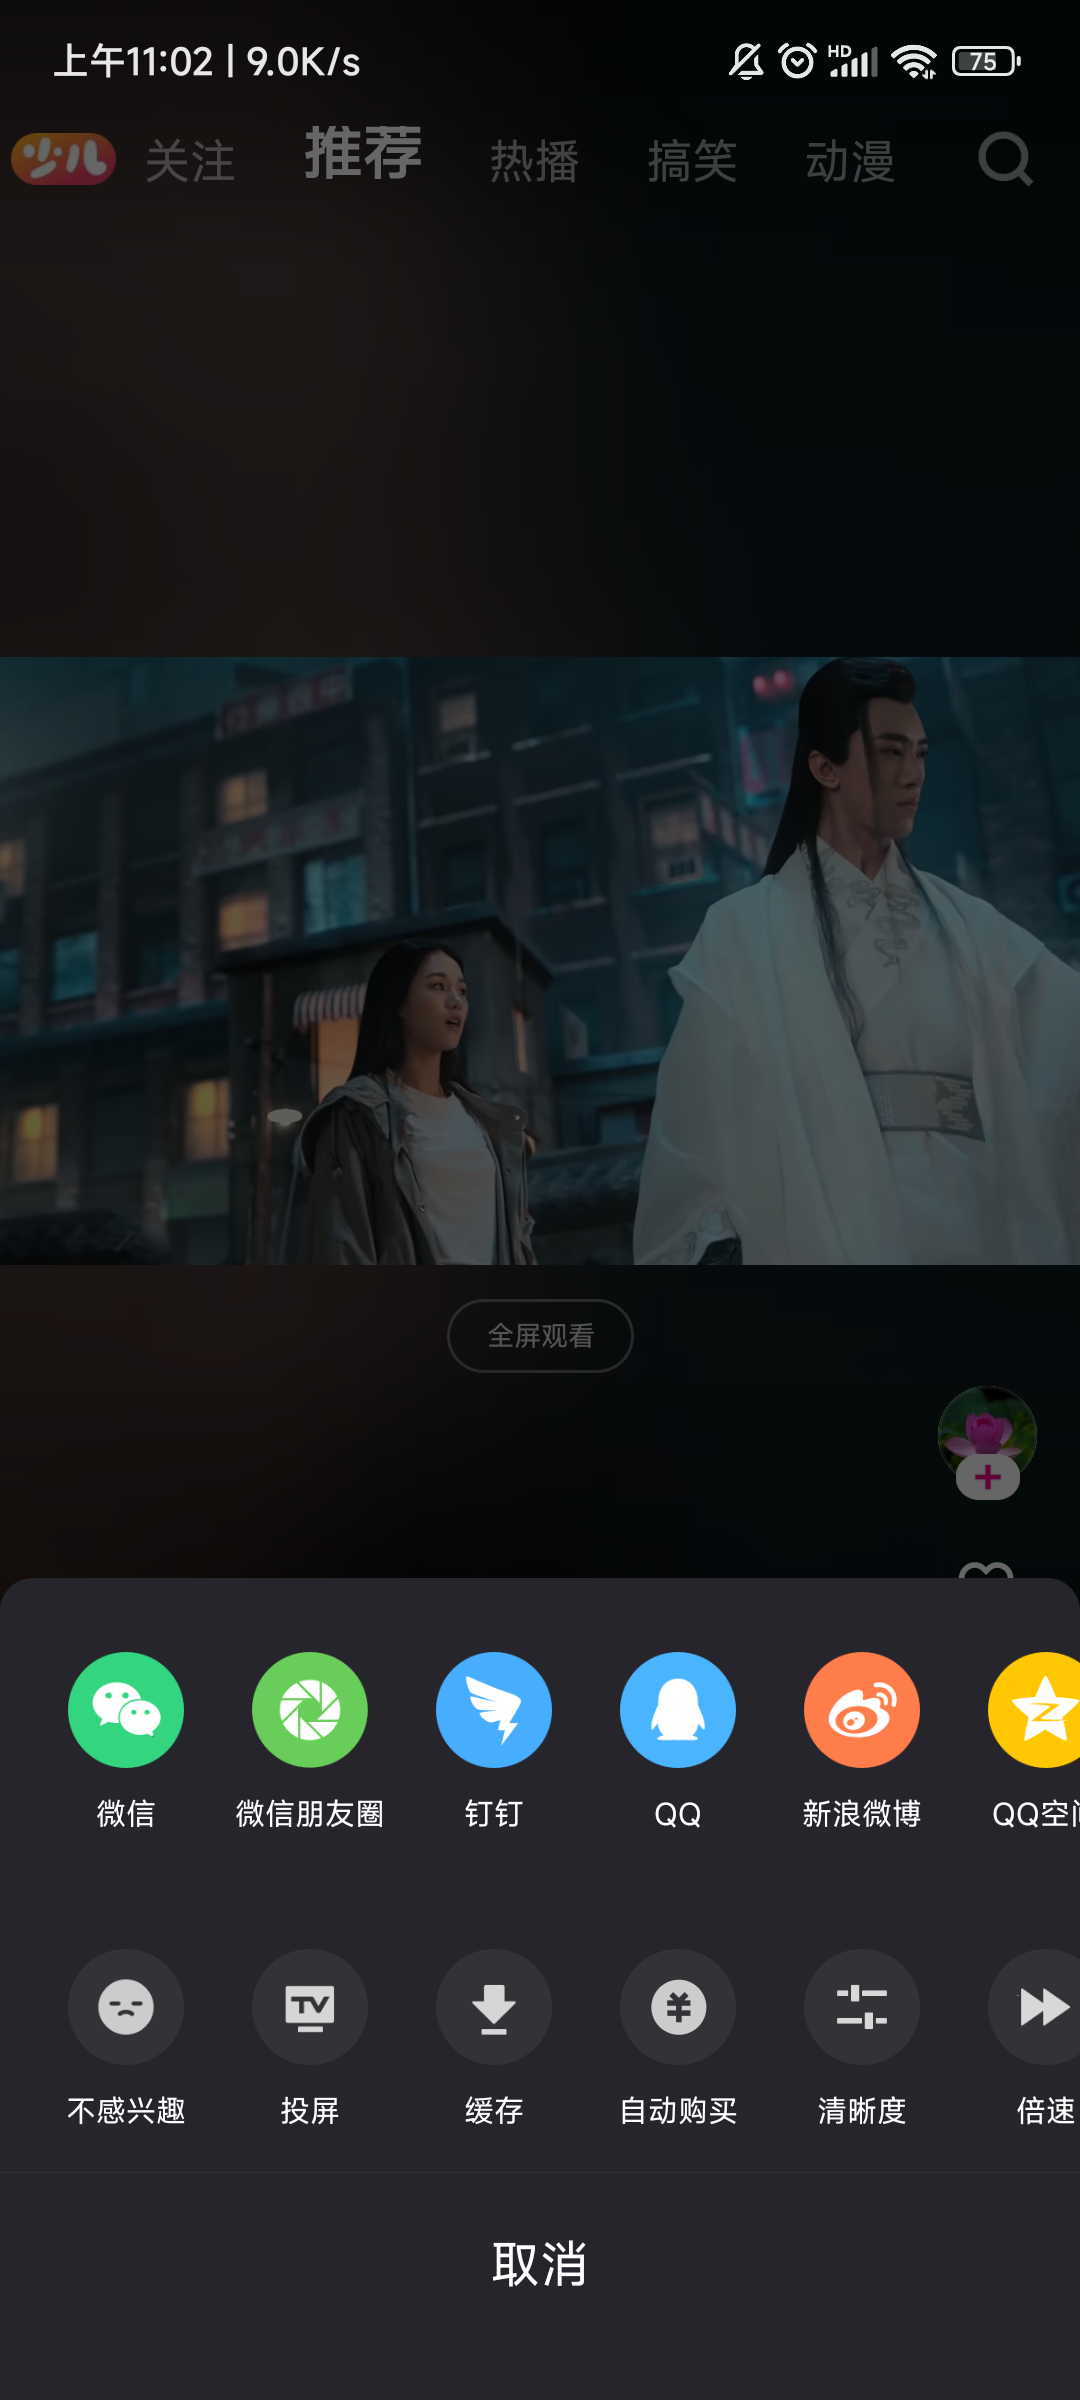 上午11:02 | 9.0K/s
HD
75
少儿 关注 推荐 热播 搞笑 动漫
全屏观看
微信 微信朋友圈 钉钉 QQ 新浪微博 QQ空间
TV
不感兴趣 投屏 缓存 自动购买 清晰度 倍速
取消